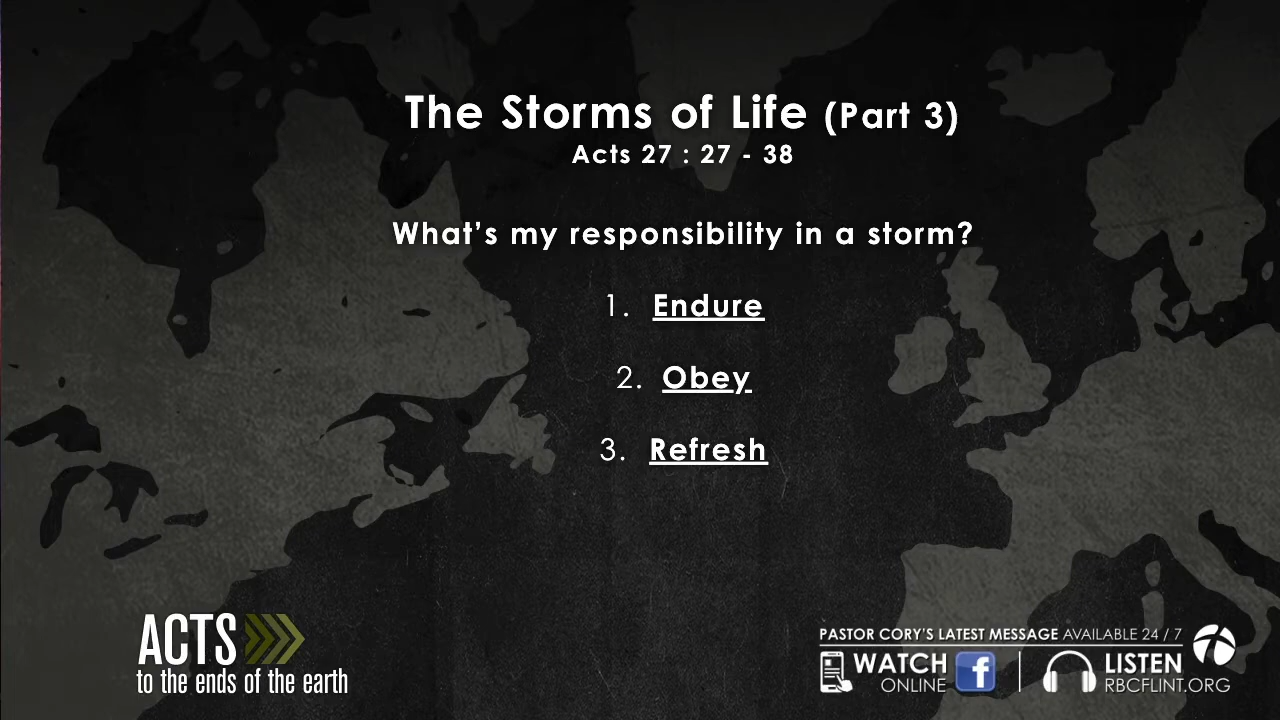 The Storms of Life (Part 3)
Acts 27 : 27 - 38
What's my responsibility in a storm?
1. Endure
2. Obey
3. Refresh
ACTS
to the ends of the earth
PASTOR CORY'S LATEST MESSAGE AVAILABLE 24 / 7
WATCH
ONLINE
f
LISTEN
RBCFLINT.ORG